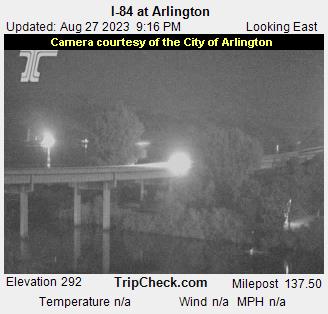 I-84 at Arlington
Updated: Aug 27 2023 9:16 PM Looking East
Camera courtesy of the City of Arlington
Elevation 292 TripCheck.com Milepost 137.50
Temperature n/a Wind n/a MPH n/a